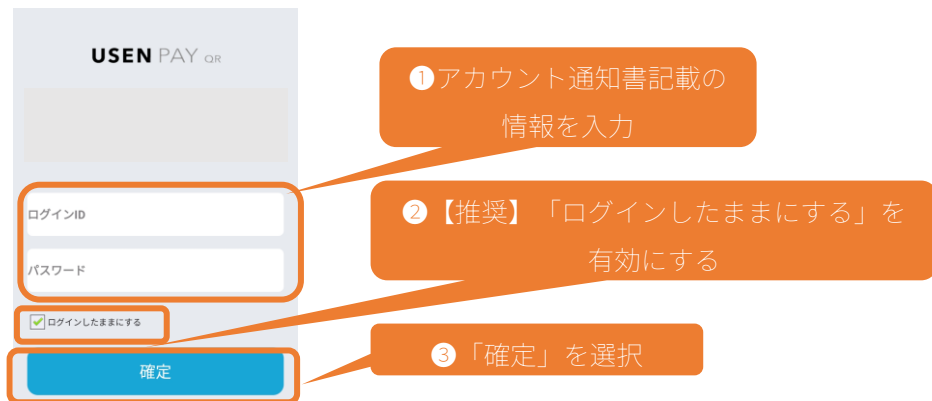 USEN PAY QR
❶アカウント通知書記載の
情報を入力
ログインID
パスワード
❷【推奨】「ログインしたままにする」を
有効にする
ログインしたままにする
確定
❸「確定」を選択